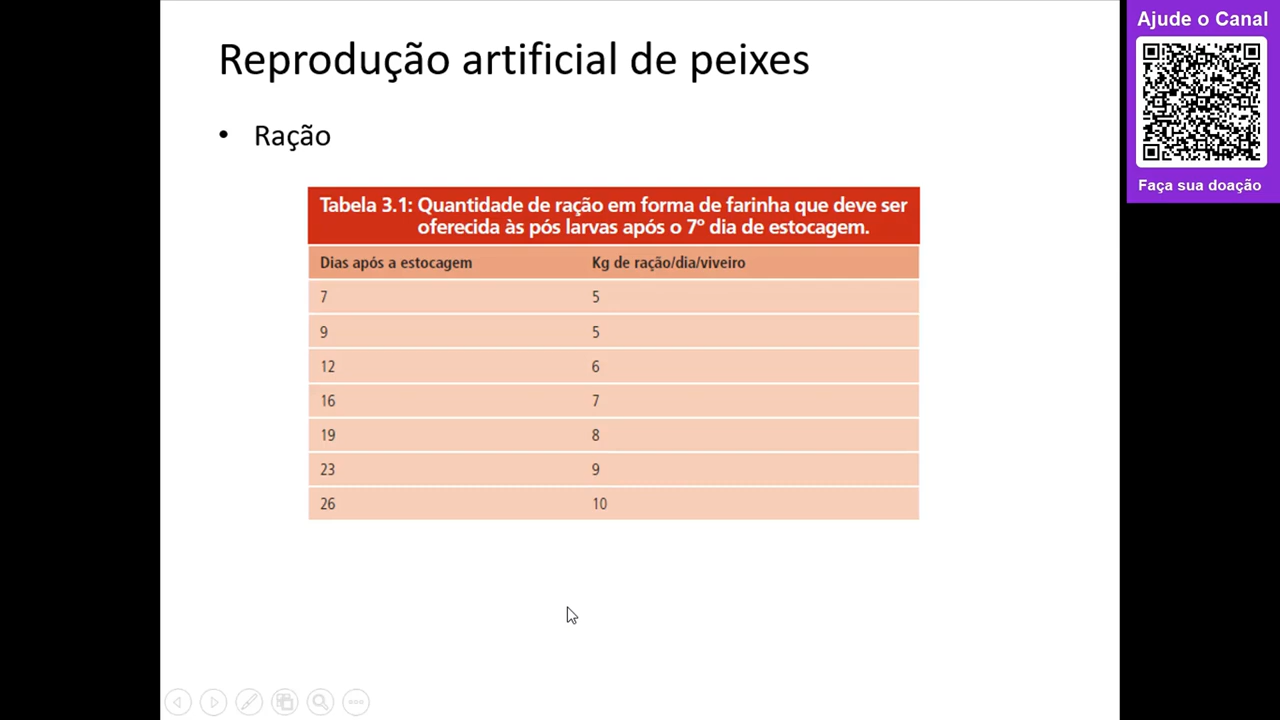 Reprodução artificial de peixes
• Ração
Tabela 3.1: Quantidade de ração em forma de farinha que deve ser
oferecida às pós larvas após o 7º dia de estocagem.
Dias após a estocagem Kg de ração/dia/viveiro
7 5
9 5
12 6
16 7
19 8
23 9
26 10
Ajude o Canal
Faça sua doação